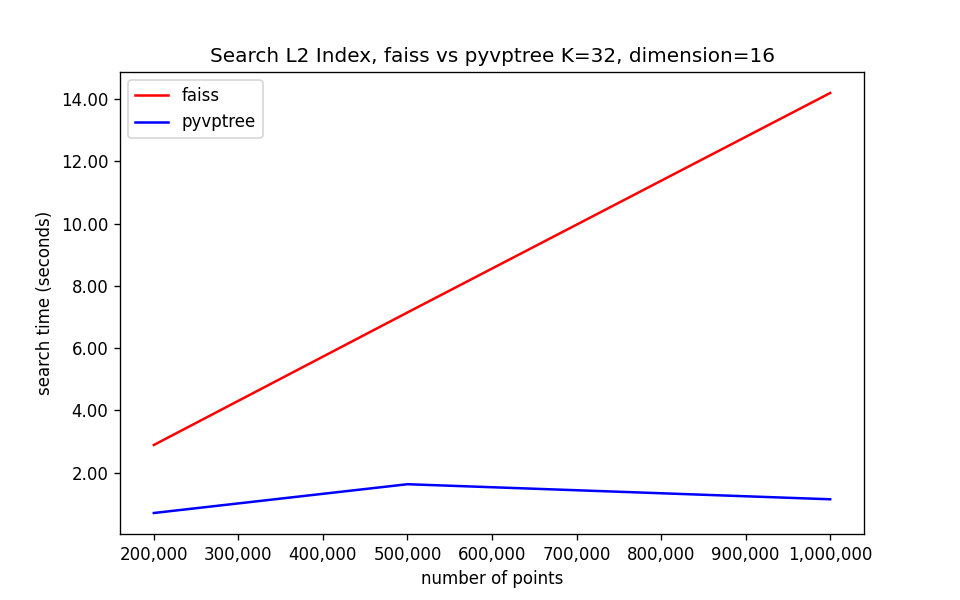 Search L2 Index, faiss vs pyvptree K=32, dimension=16
faiss
pyvptree
search time (seconds)
14.00
12.00
10.00
8.00
6.00
4.00
2.00
200,000 300,000 400,000 500,000 600,000 700,000 800,000 900,000 1,000,000
number of points